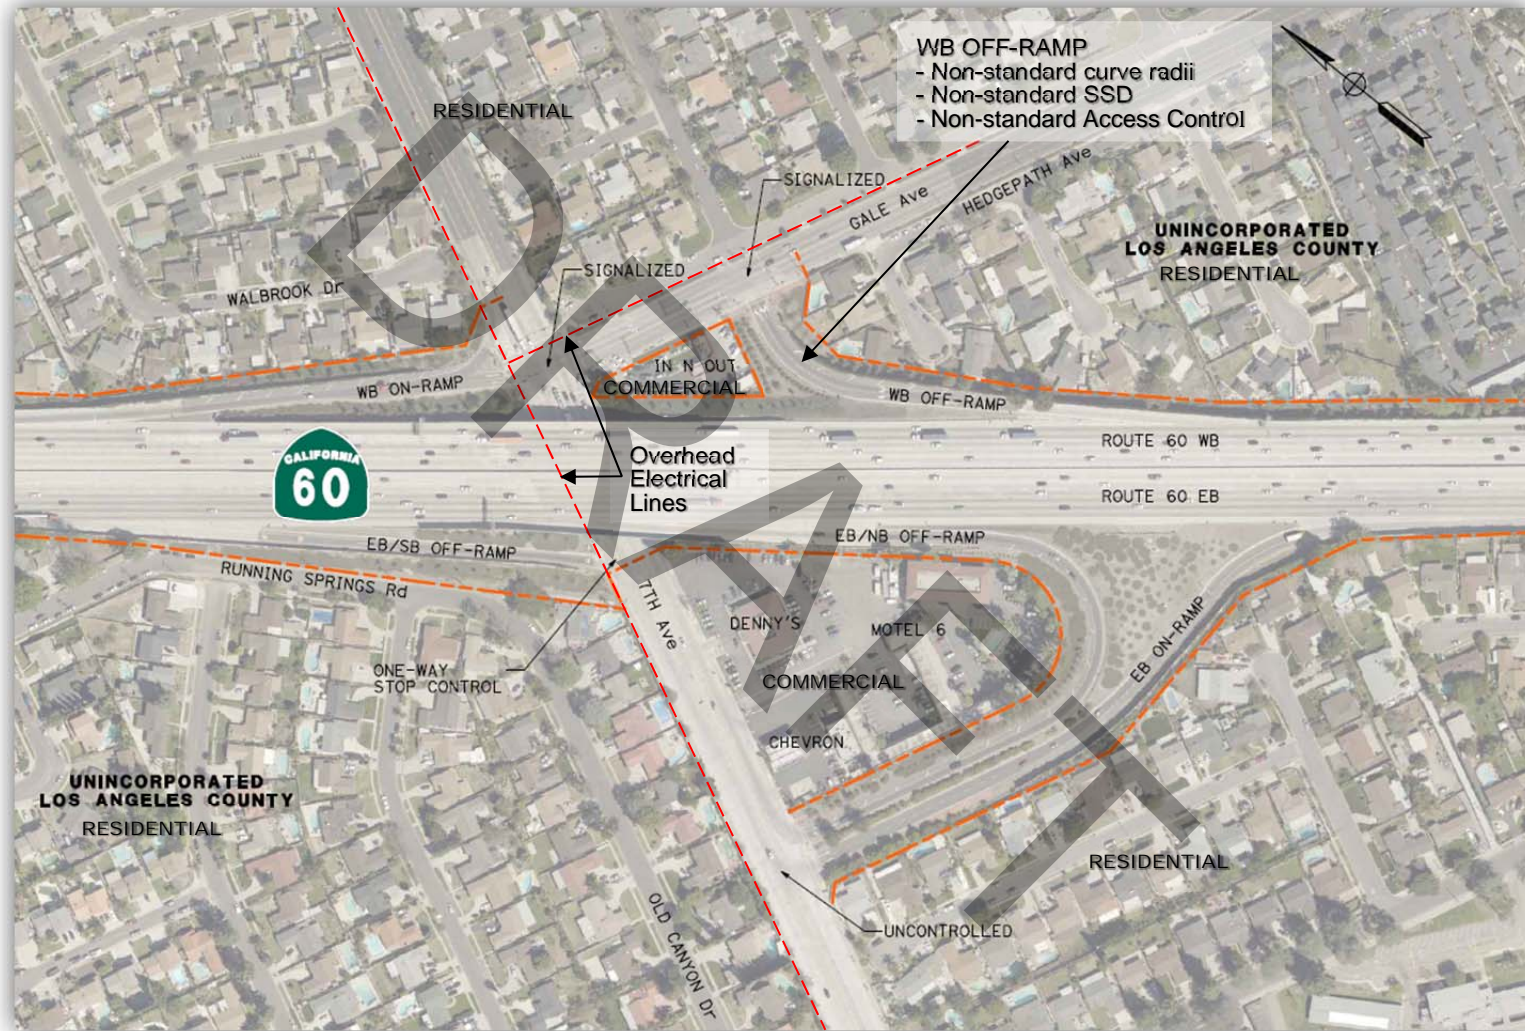 WB OFF-RAMP
- Non-standard curve radii
- Non-standard SSD
- Non-standard Access Control
RESIDENTIAL
SIGNALIZED
GALE Ave
HEDGEPATH Ave
UNINCORPORATED
LOS ANGELES COUNTY
RESIDENTIAL
SIGNALIZED
WALBROOK Dr
IN N OUT
COMMERCIAL
WB ON-RAMP
WB OFF-RAMP
ROUTE 60 WB
CALIFORNIA
60
Overhead
Electrical
Lines
ROUTE 60 EB
EB/SB OFF-RAMP
EB/NB OFF-RAMP
RUNNING SPRINGS Rd
7TH Ave
DENNY'S
MOTEL 6
EB ON-RAMP
ONE-WAY
STOP CONTROL
COMMERCIAL
CHEVRON
UNINCORPORATED
LOS ANGELES COUNTY
RESIDENTIAL
RESIDENTIAL
OLD CANYON Dr
UNCONTROLLED
DRAFT